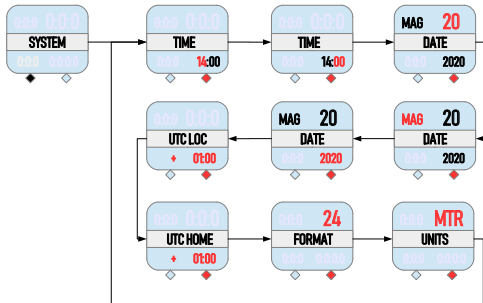 SYSTEM
TIME
14:00
TIME
14:00
MAG 20
DATE
2020
UTC LOC
+ 01:00
MAG 20
DATE
2020
MAG 20
DATE
2020
UTC HOME
+ 01:00
24
FORMAT
MTR
UNITS